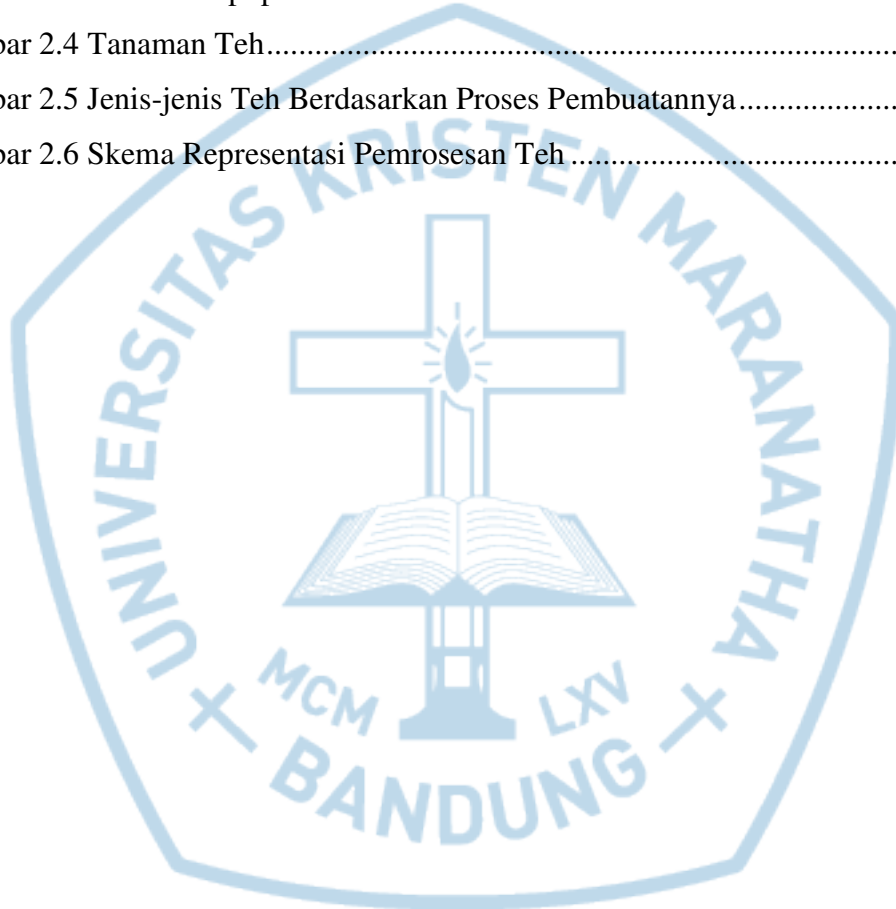 bar 2.4 Tanaman Teh
bar 2.5 Jenis-jenis Teh Berdasarkan Proses Pembuatannya
bar 2.6 Skema Representasi Pemrosesan Teh
UNIVERSITAS KRISTEN MARANATHA
MCM LXV
BANDUNG